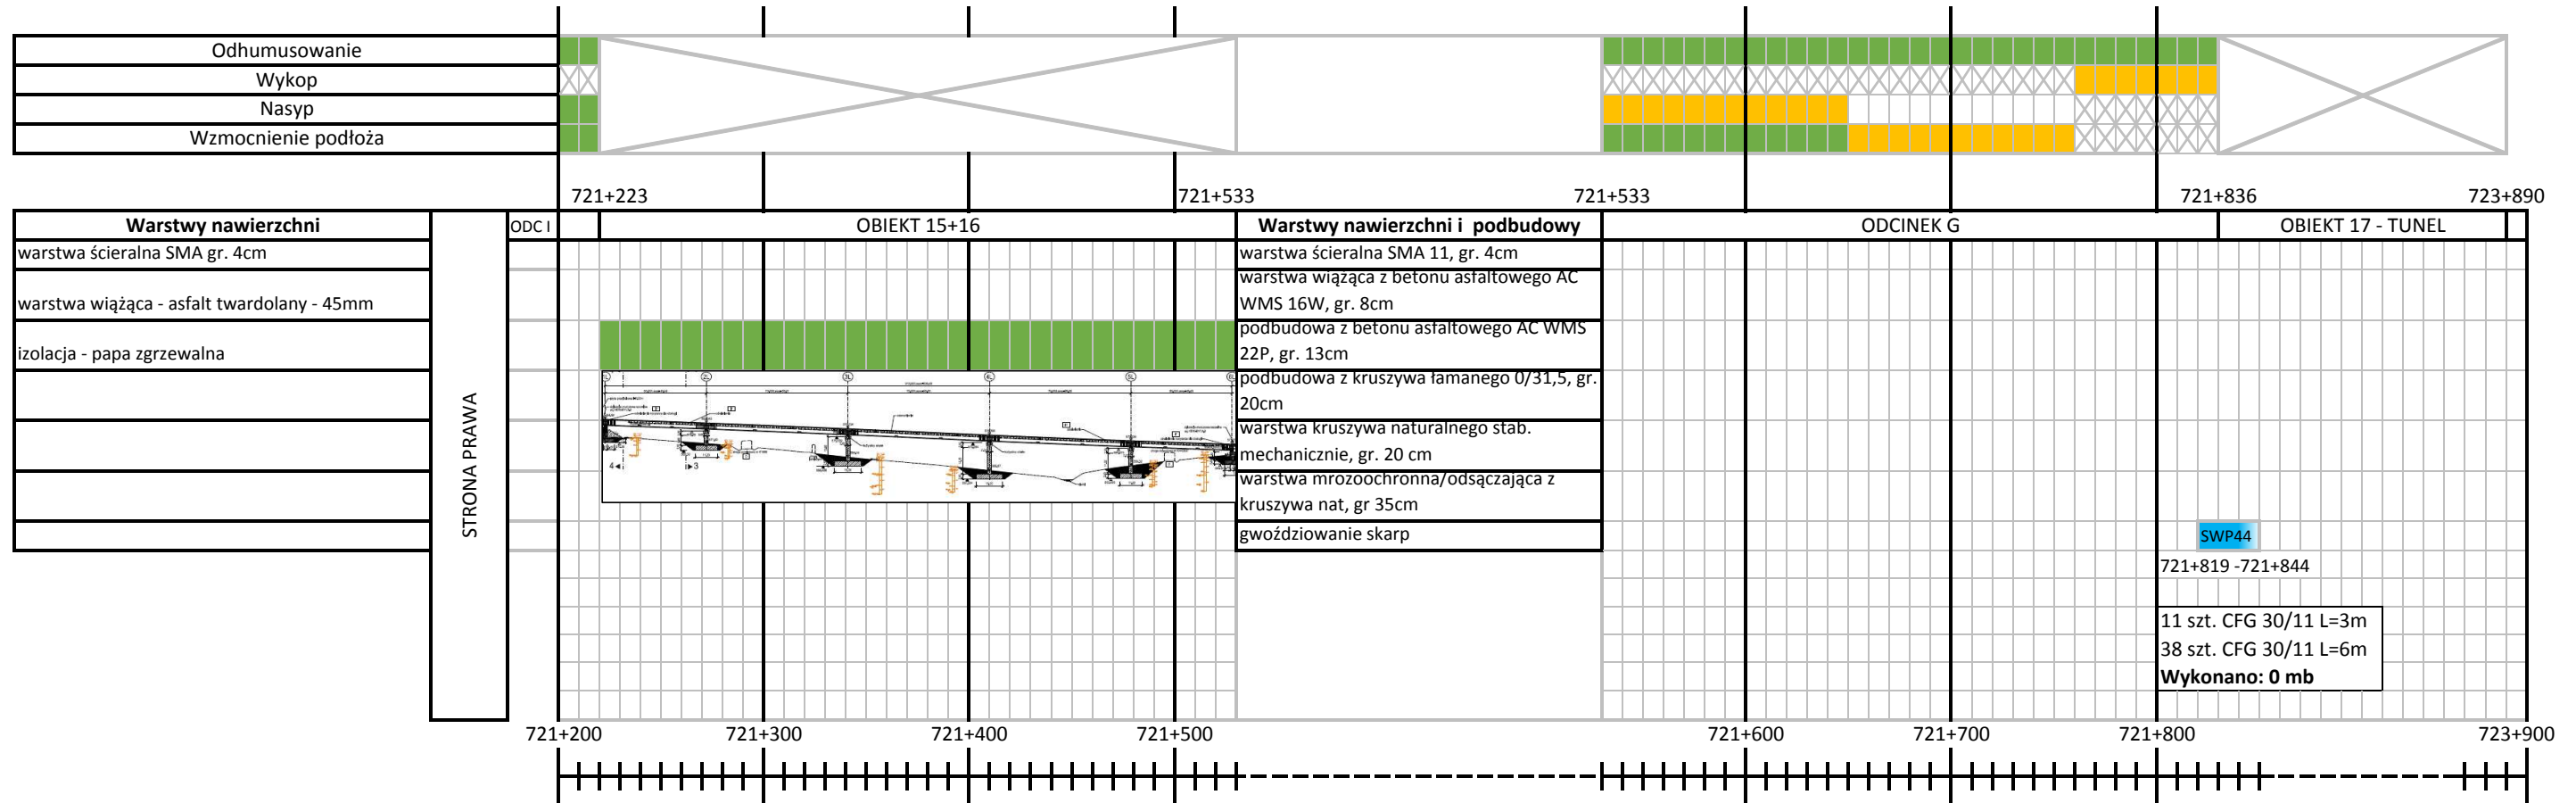 Odhumusowanie
Wykop
Nasyp
Wzmocnienie podłoża
721+223
721+533
721+533
721+836
723+890
Warstwy nawierzchni
ODC I
OBIEKT 15+16
Warstwy nawierzchni i podbudowy
ODCINEK G
OBIEKT 17 - TUNEL
STRONA PRAWA
warstwa ścieralna SMA gr. 4cm
warstwa wiążąca - asfalt twardolany - 45mm
izolacja - papa zgrzewalna
warstwa ścieralna SMA 11, gr. 4cm
warstwa wiążąca z betonu asfaltowego AC
WMS 16W, gr. 8cm
podbudowa z betonu asfaltowego AC WMS
22P, gr. 13cm
podbudowa z kruszywa łamanego 0/31,5, gr.
20cm
warstwa kruszywa naturalnego stab.
mechanicznie, gr. 20 cm
warstwa mrozoochronna/odsączająca z
kruszywa nat, gr 35cm
gwoździowanie skarp
SWP44
721+819 -721+844
11 szt. CFG 30/11 L=3m
38 szt. CFG 30/11 L=6m
Wykonano: 0 mb
721+200
721+300
721+400
721+500
721+600
721+700
721+800
723+900